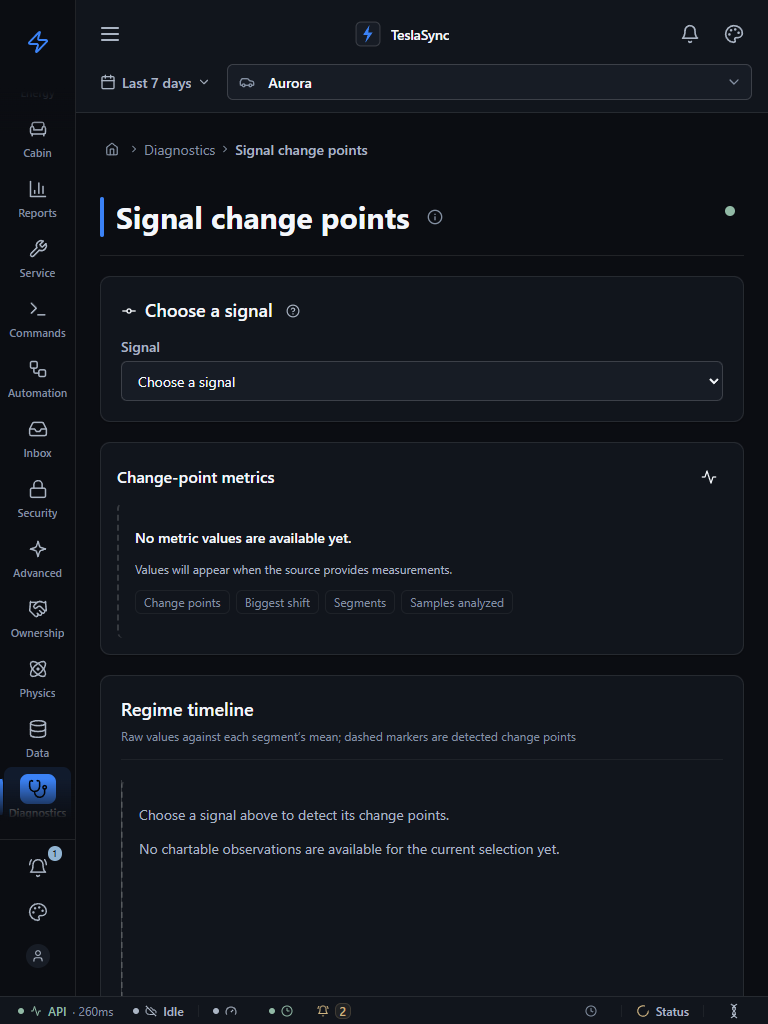 TeslaSync
Last 7 days
Aurora
Energy
Cabin
Reports
Service
Commands
Automation
Inbox
Security
Advanced
Ownership
Physics
Data
Diagnostics
1
Diagnostics
Signal change points
Signal change points
Choose a signal
Signal
Choose a signal
Change-point metrics
No metric values are available yet.
Values will appear when the source provides measurements.
Change points
Biggest shift
Segments
Samples analyzed
Regime timeline
Raw values against each segment's mean; dashed markers are detected change points
Choose a signal above to detect its change points.
No chartable observations are available for the current selection yet.
API · 260ms
Idle
2
Status